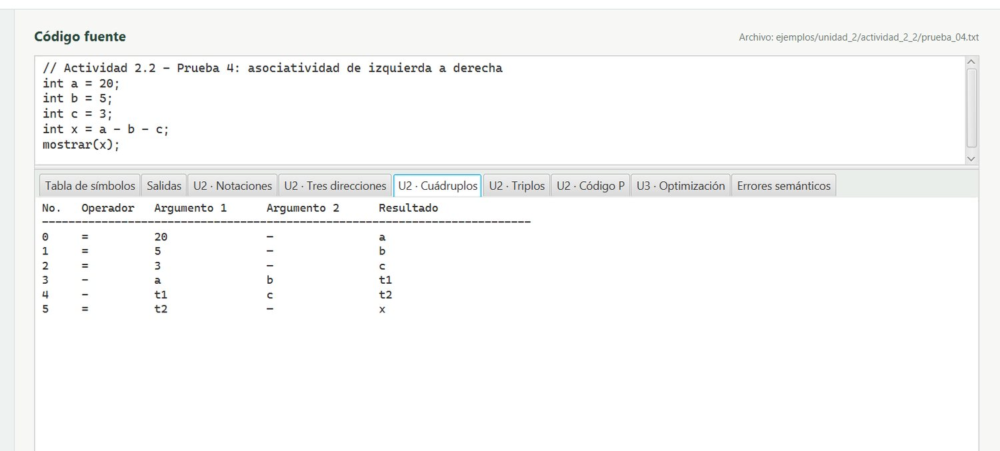 Código fuente
Archivo: ejemplos/unidad_2/actividad_2_2/prueba_04.txt
// Actividad 2.2 - Prueba 4: asociatividad de izquierda a derecha
int a = 20;
int b = 5;
int c = 3;
int x = a - b - c;
mostrar(x);
Tabla de símbolos Salidas U2 · Notaciones U2 · Tres direcciones U2 · Cuádruplos U2 · Triplos U2 · Código P U3 · Optimización Errores semánticos
No. Operador Argumento 1 Argumento 2 Resultado
--------------------------------------------------------------------------
0 = 20 - a
1 = 5 - b
2 = 3 - c
3 - a b t1
4 - t1 c t2
5 = t2 - x